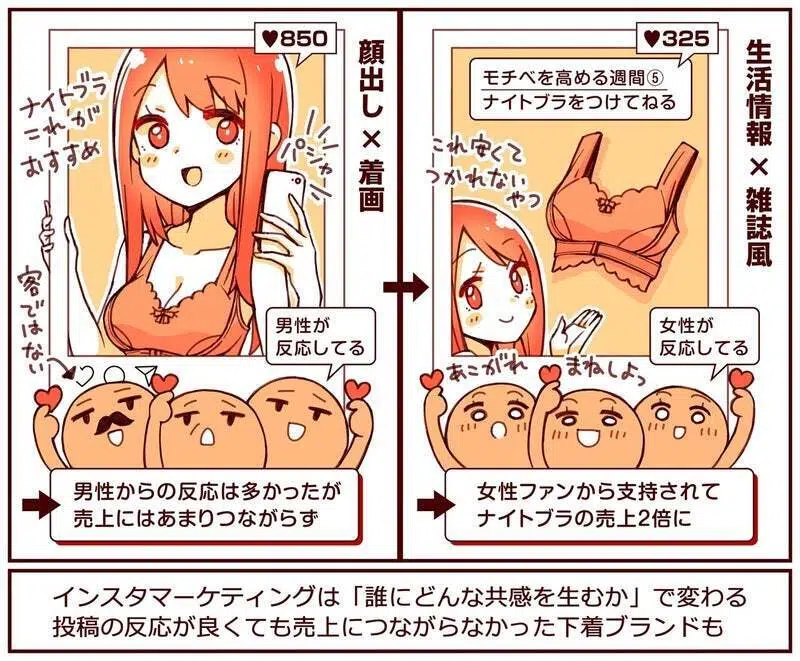 ♥850
顔出し×着画
ナイトブラ
これが
おすすめ
パシャ
客ではない
男性が
反応してる
男性からの反応は多かったが
売上にはあまりつながらず
♥325
生活情報×雑誌風
モチベを高める週間⑤
ナイトブラをつけてねる
これ安くて
つかれない
やつ
女性が
反応してる
あこがれ
まねしよっ
女性ファンから支持されて
ナイトブラの売上2倍に
インスタマーケティングは「誰にどんな共感を生むか」で変わる
投稿の反応が良くても売上につながらなかった下着ブランドも